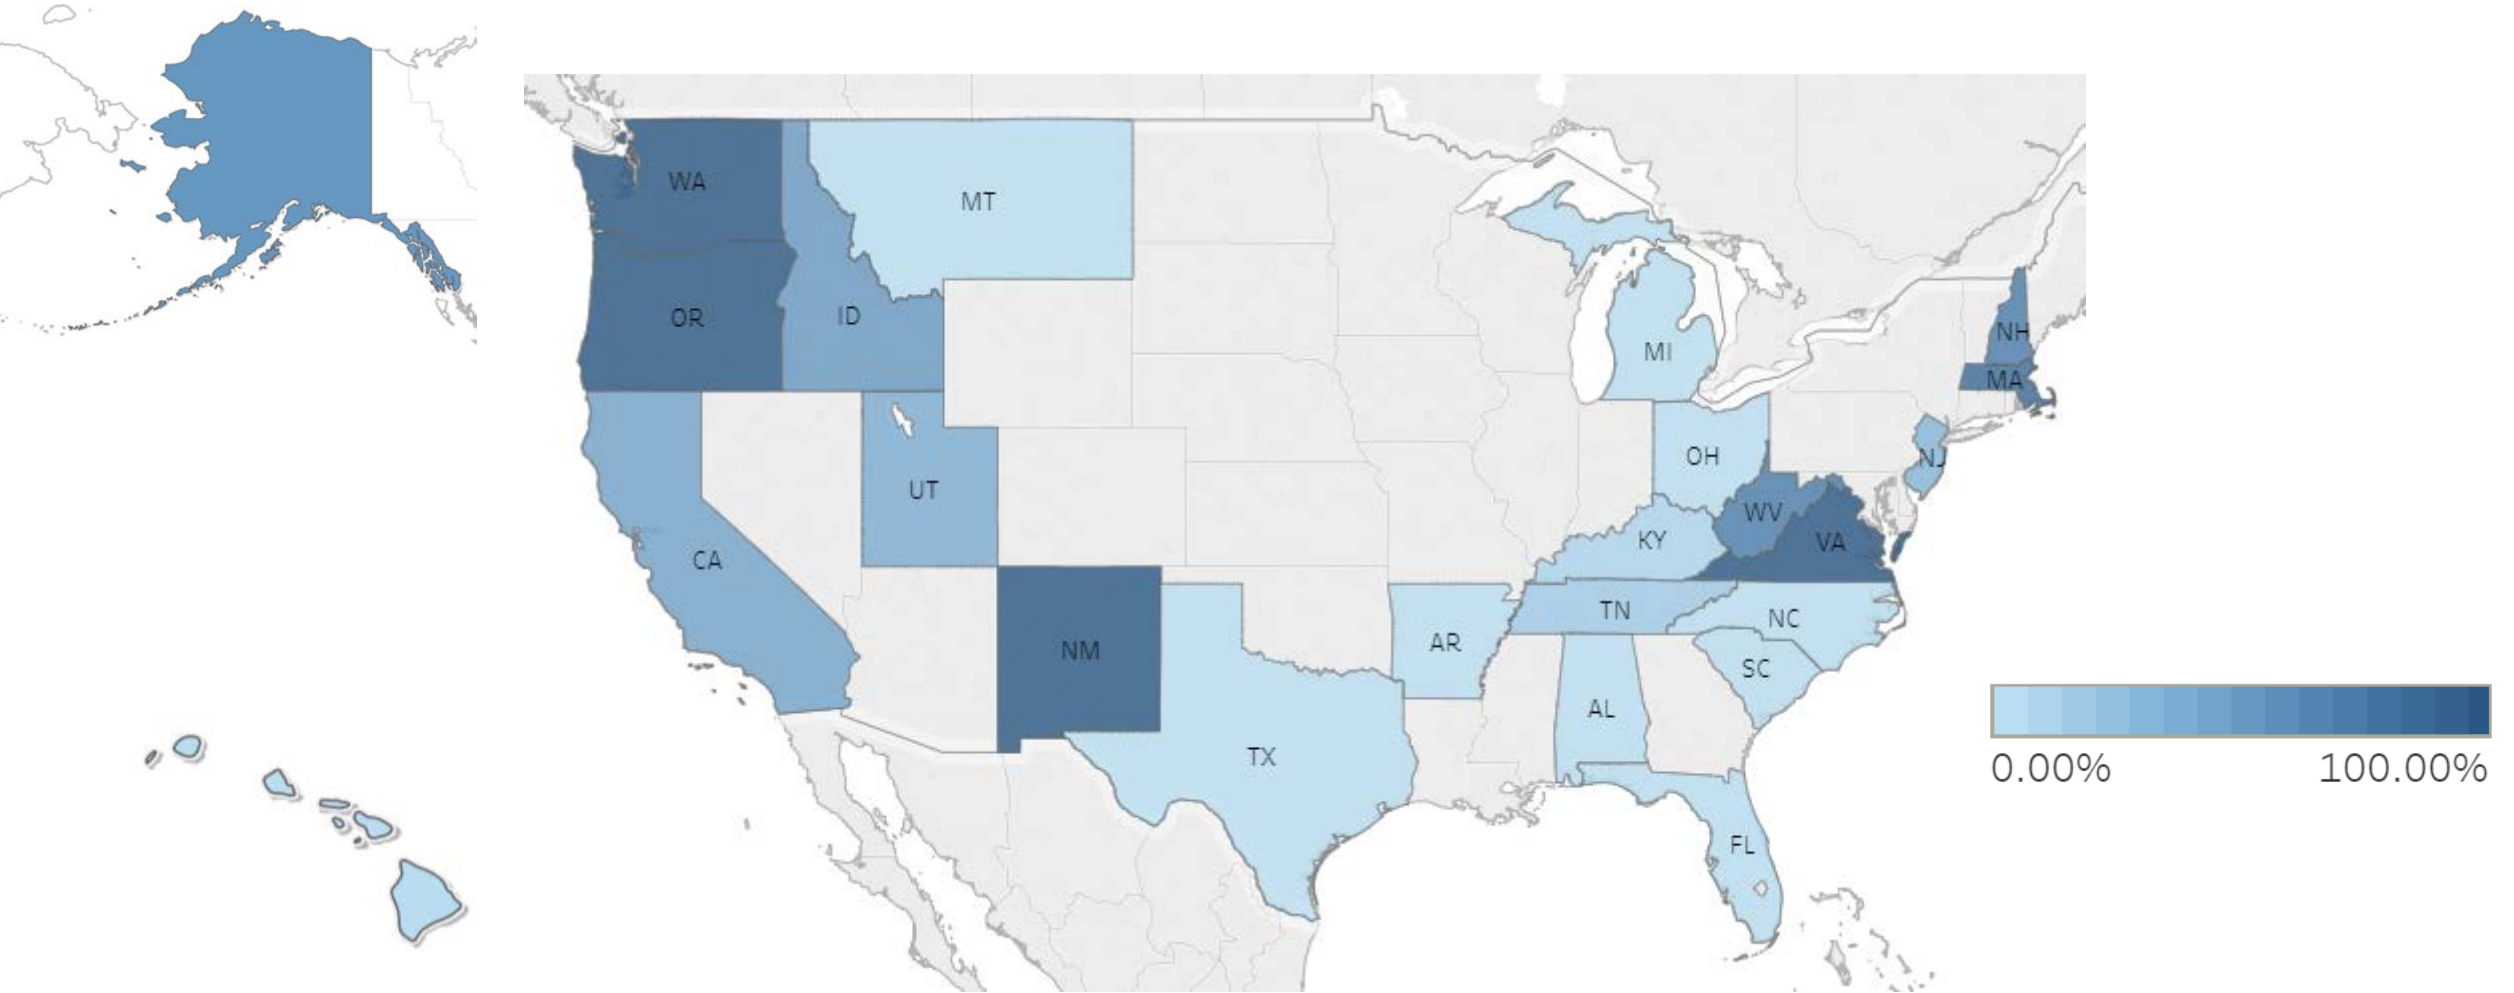 WA
MT
OR
ID
NH
MI
MA
OH
NJ
UT
WV
KY
VA
CA
TN
NC
NM
AR
SC
AL
TX
FL
0.00%
100.00%